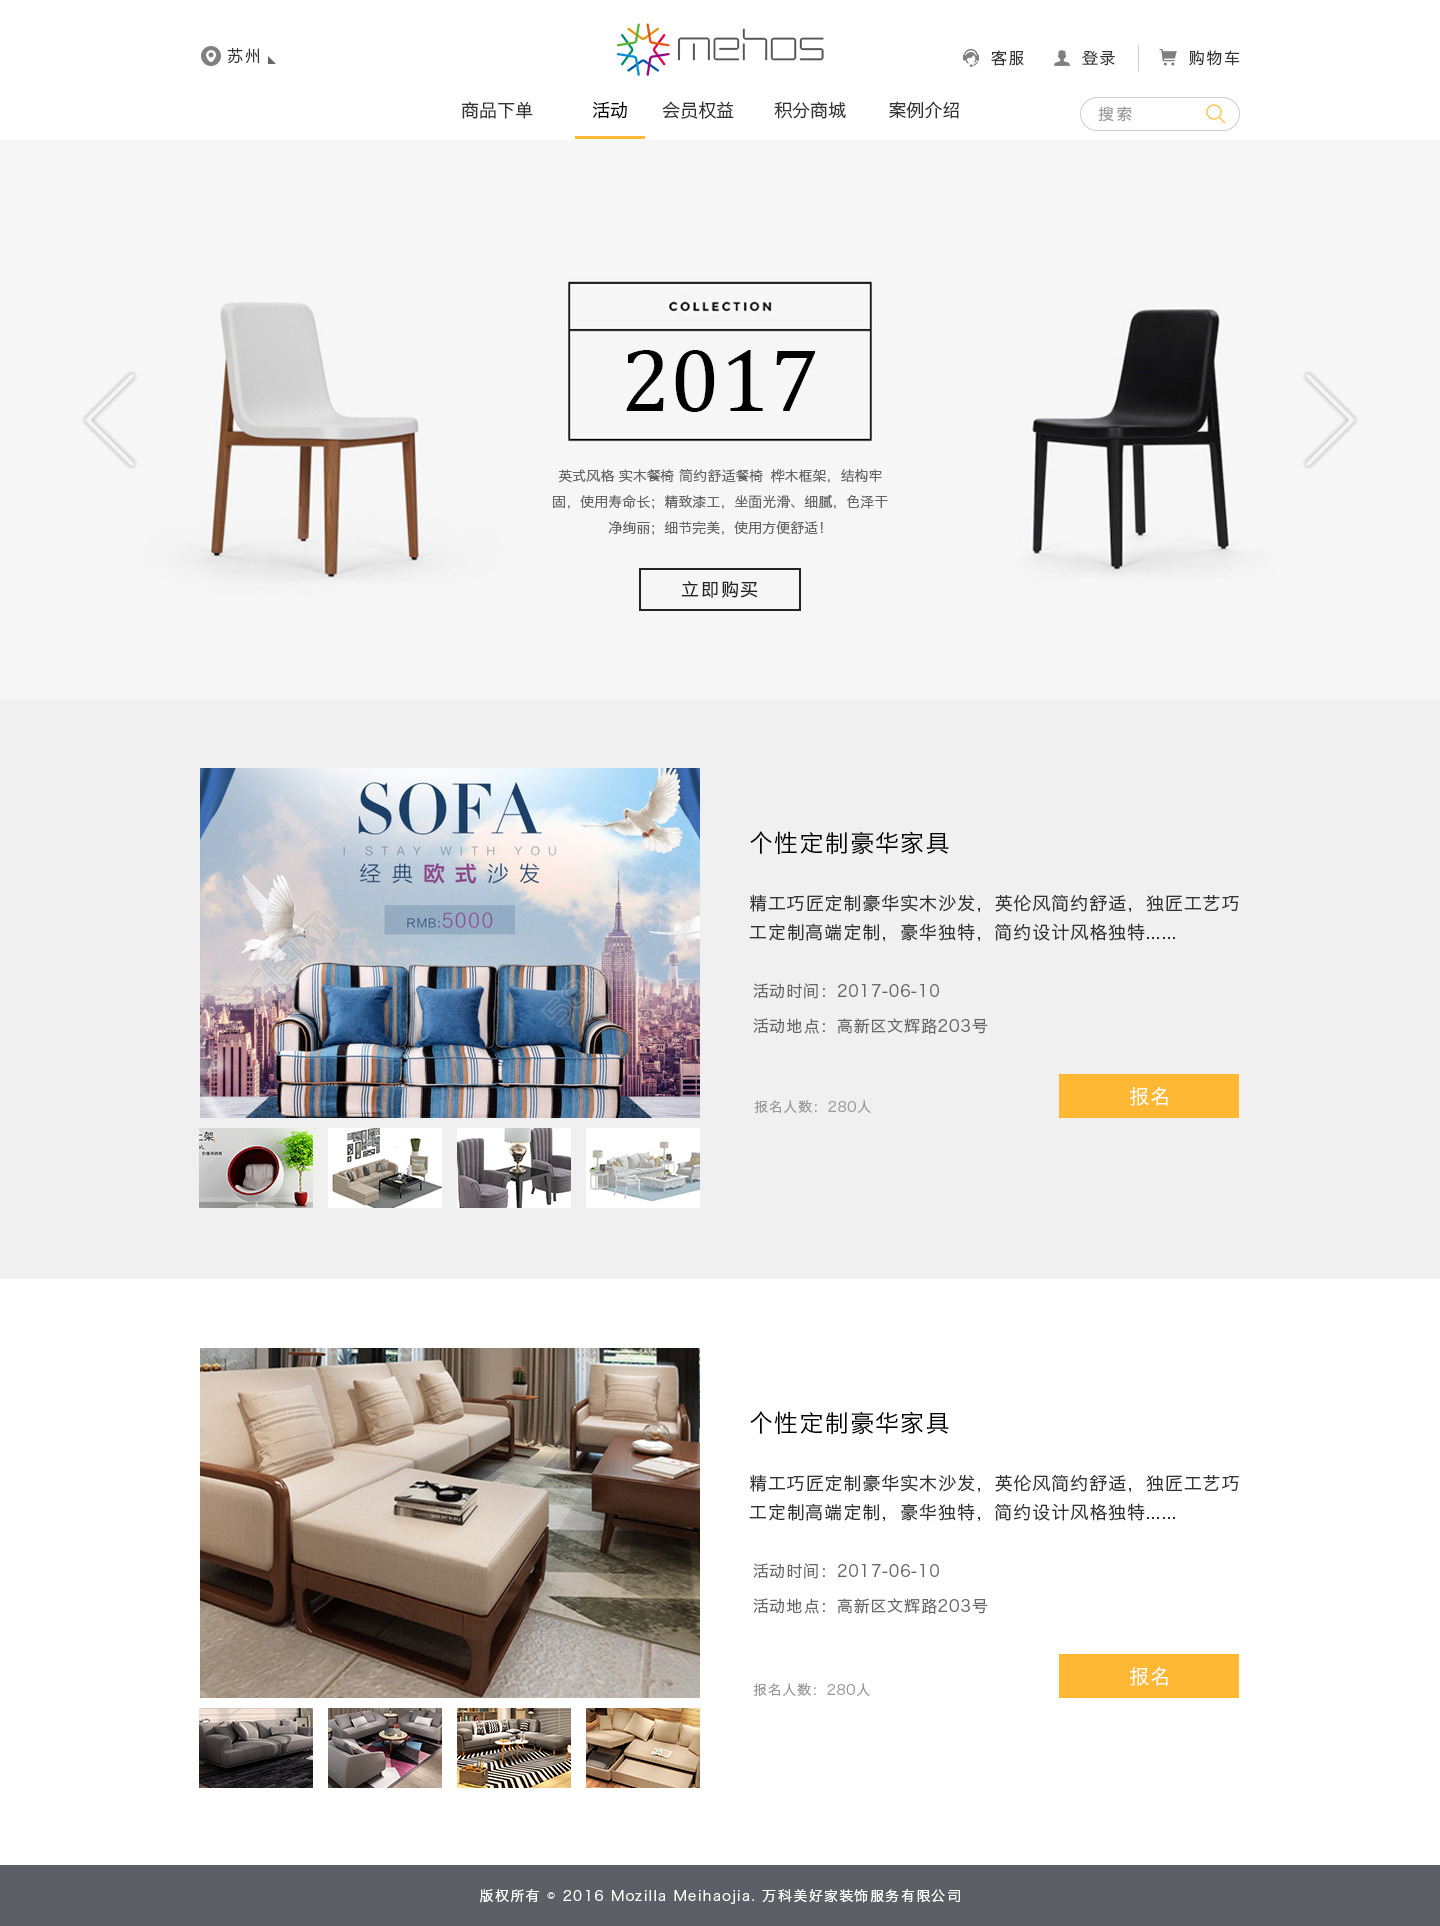 苏州
mehos
客服
登录
购物车
商品下单
活动
会员权益
积分商城
案例介绍
搜索
COLLECTION
2017
英式风格 实木餐椅 简约舒适餐椅 桦木框架，结构牢
固，使用寿命长；精致漆工，坐面光滑、细腻，色泽干
净绚丽；细节完美，使用方便舒适！
立即购买
SOFA
I STAY WITH YOU
经典欧式沙发
RMB:5000
个性定制豪华家具
精工巧匠定制豪华实木沙发，英伦风简约舒适，独匠工艺巧
工定制高端定制，豪华独特，简约设计风格独特......
活动时间：2017-06-10
活动地点：高新区文辉路203号
报名人数：280人
报名
个性定制豪华家具
精工巧匠定制豪华实木沙发，英伦风简约舒适，独匠工艺巧
工定制高端定制，豪华独特，简约设计风格独特......
活动时间：2017-06-10
活动地点：高新区文辉路203号
报名人数：280人
报名
版权所有 © 2016 Mozilla Meihaojia. 万科美好家装饰服务有限公司